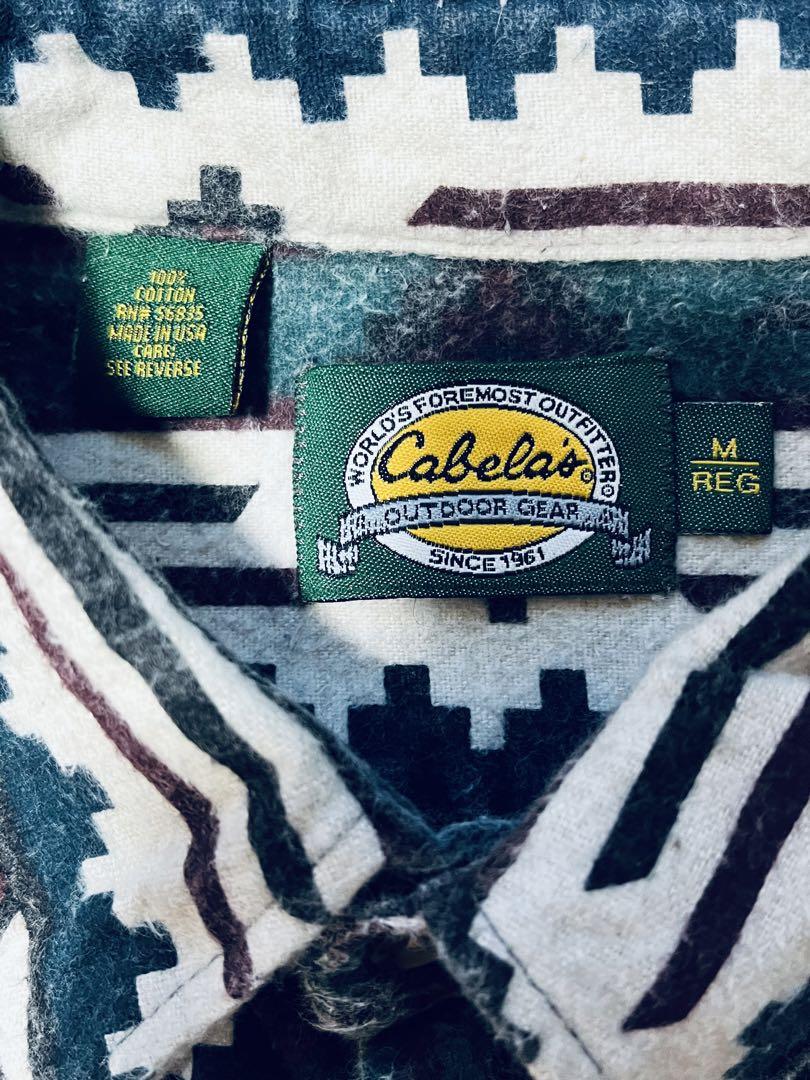 100%
COTTON
RN# 56835
MADE IN USA
CARE:
SEE REVERSE
WORLD'S FOREMOST OUTFITTER®
Cabela's®
OUTDOOR GEAR
SINCE 1961
M
REG